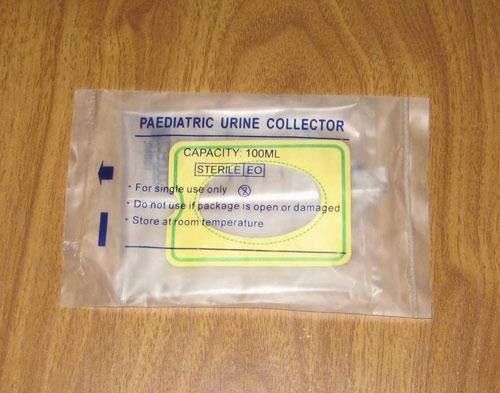 PAEDIATRIC URINE COLLECTOR
CAPACITY: 100ML
STERILE EO
· For single use only
· Do not use if package is open or damaged
· Store at room temperature